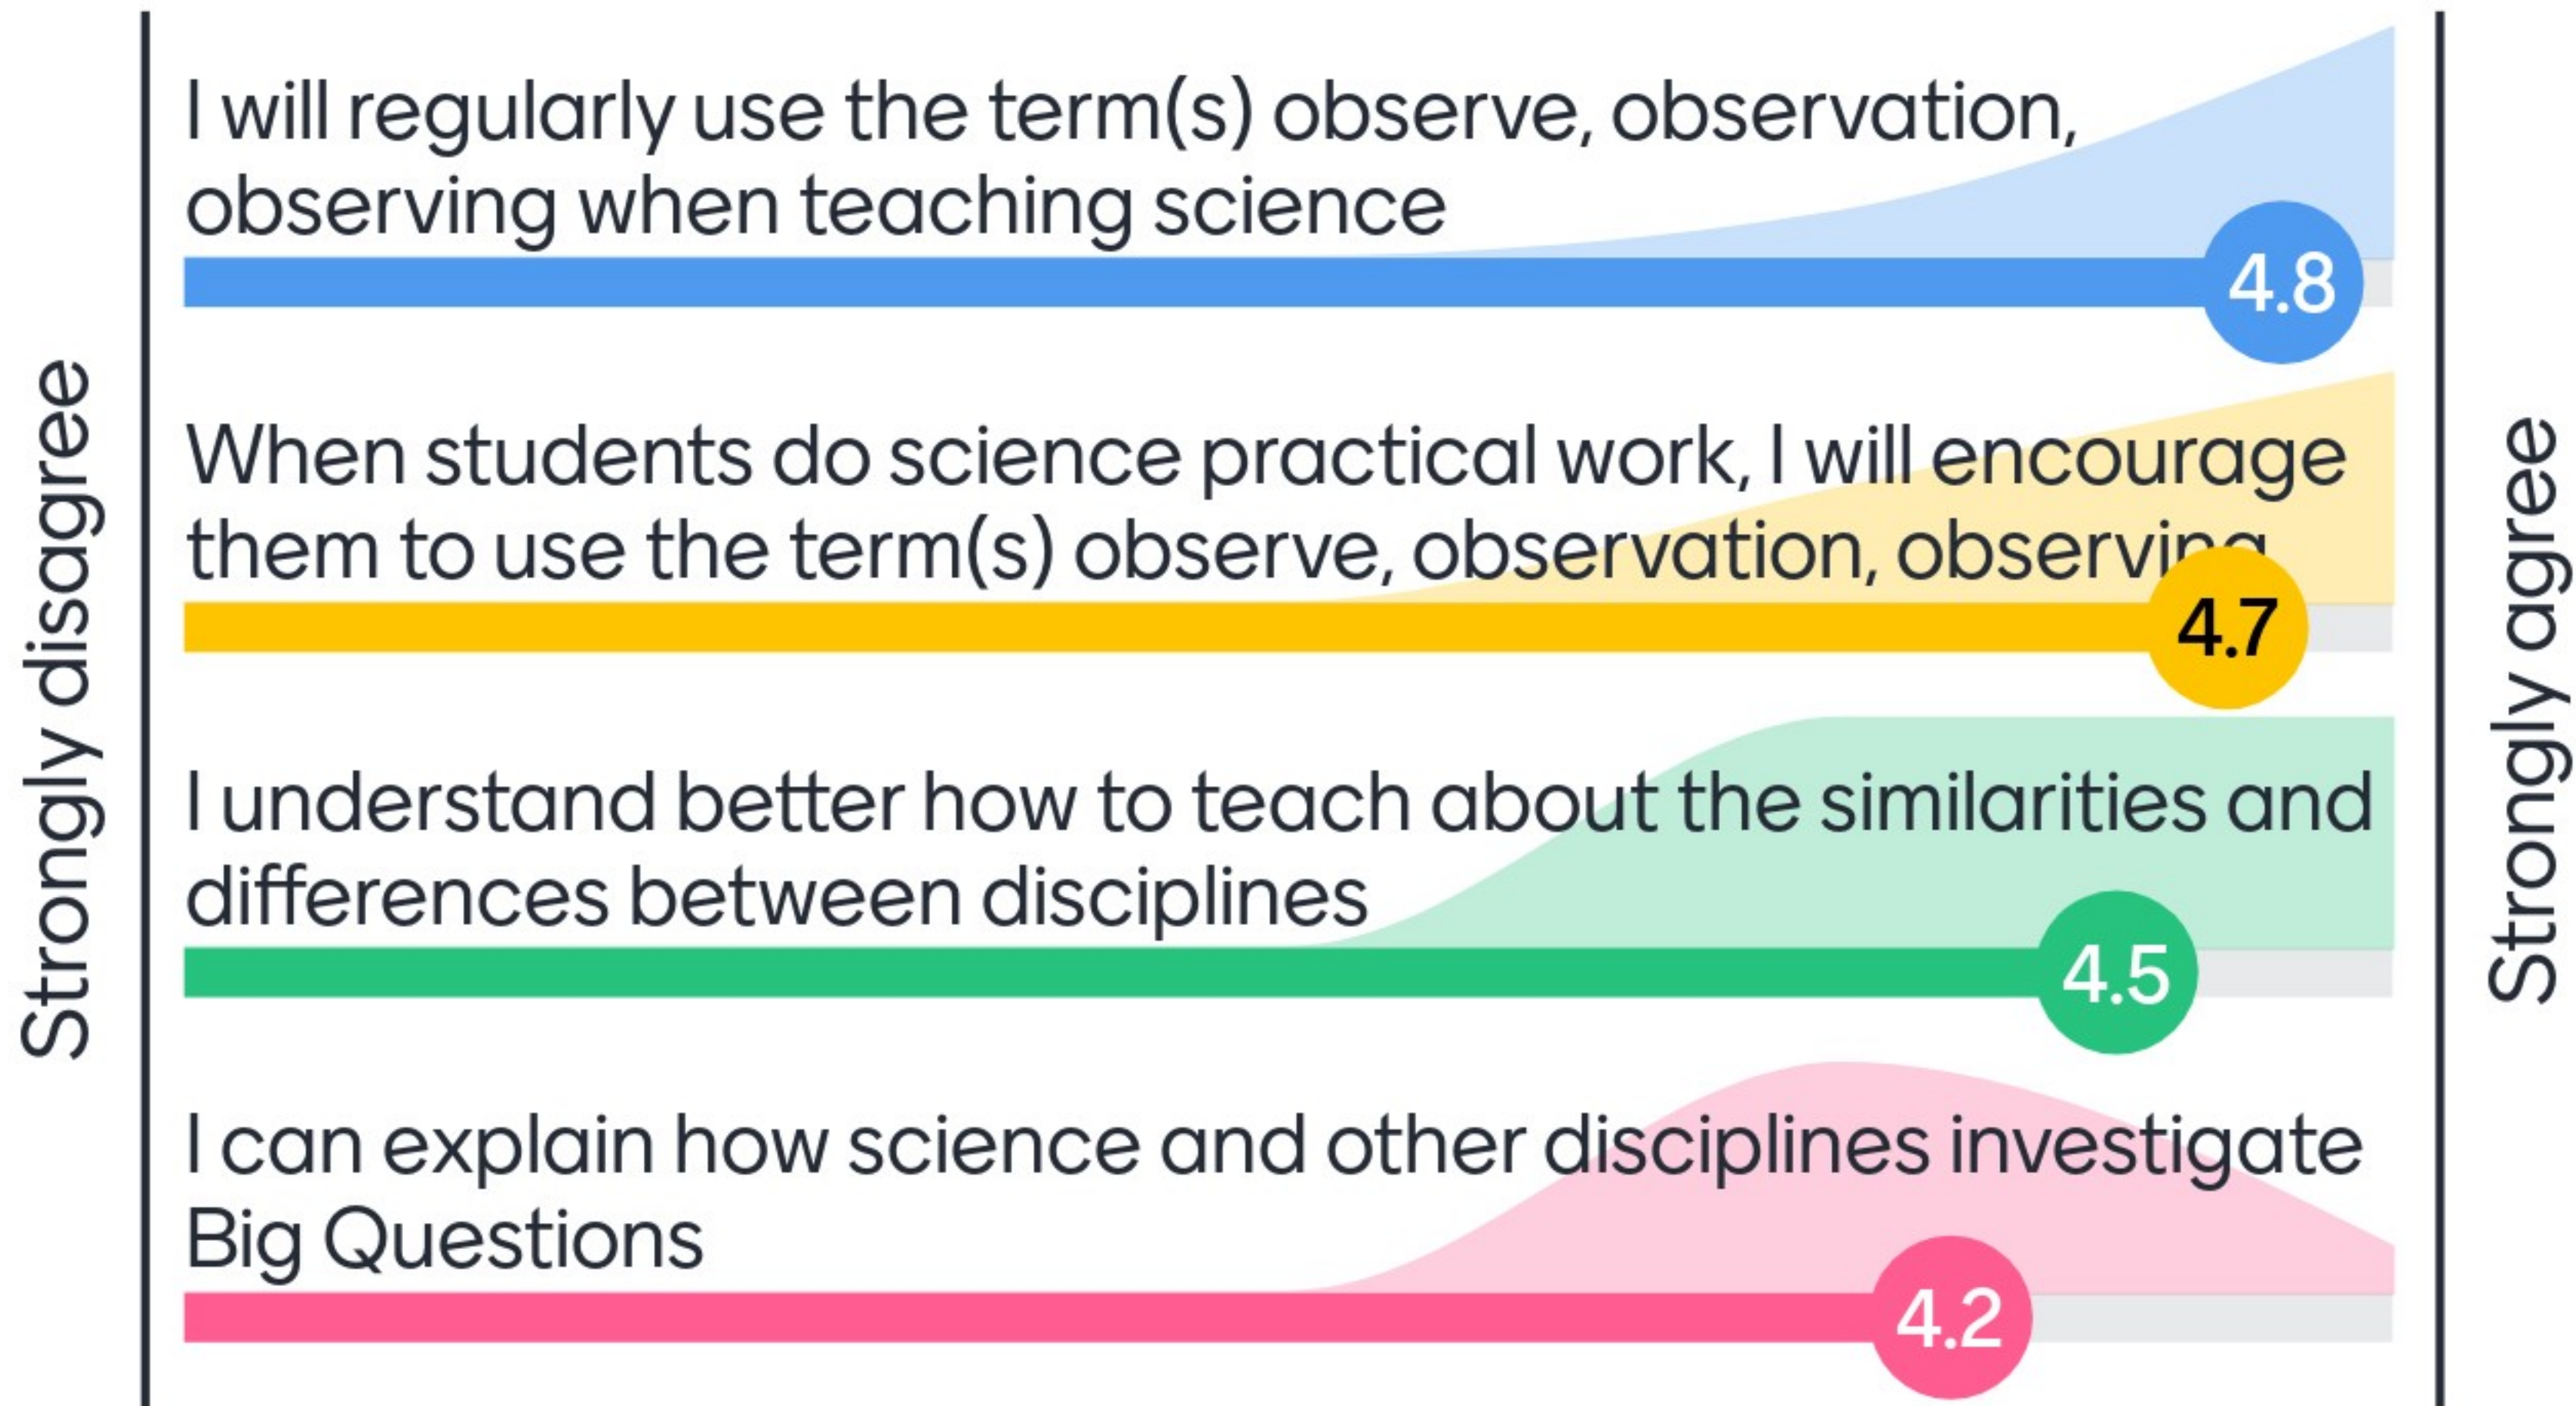 Strongly disagree
I will regularly use the term(s) observe, observation,
observing when teaching science
4.8
When students do science practical work, I will encourage
them to use the term(s) observe, observation, observing
4.7
I understand better how to teach about the similarities and
differences between disciplines
4.5
I can explain how science and other disciplines investigate
Big Questions
4.2
Strongly agree